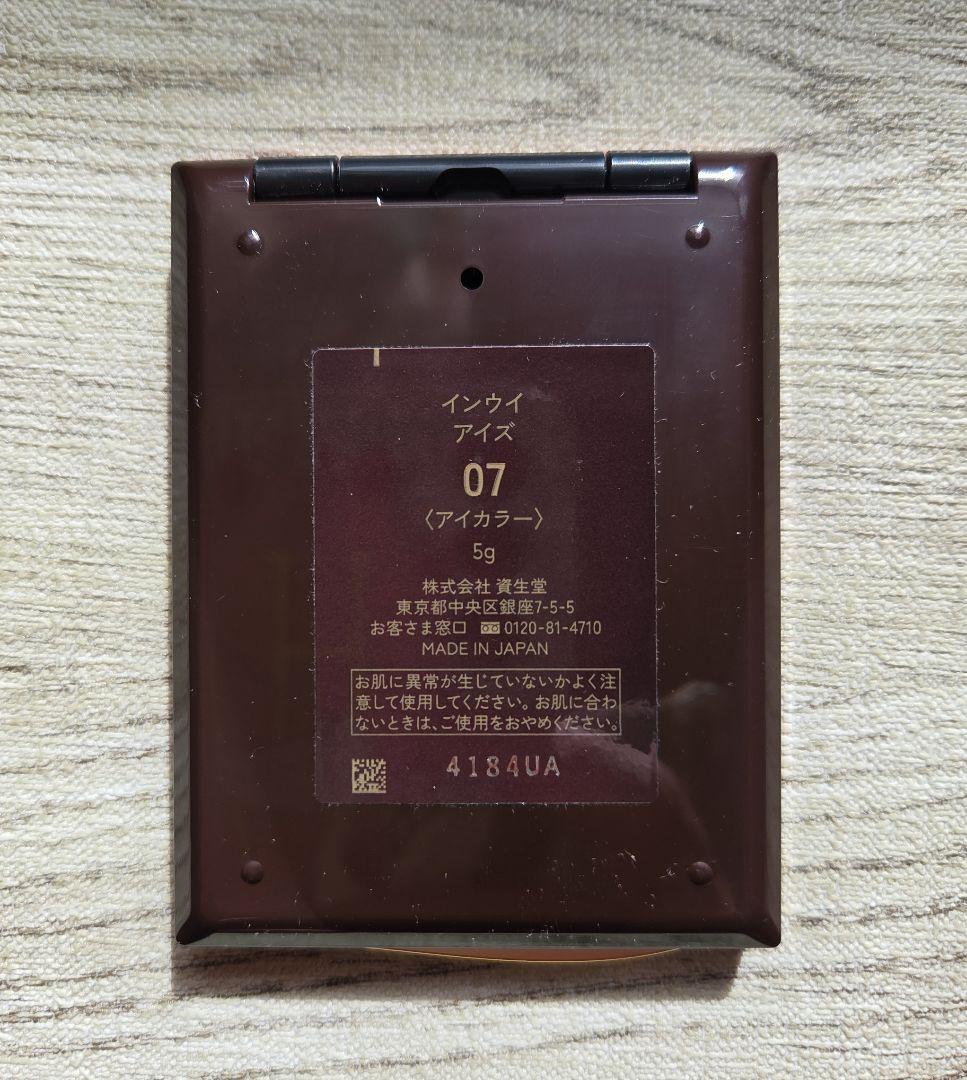 インウイ
アイズ
07
〈アイカラー〉
5g
株式会社 資生堂
東京都中央区銀座7-5-5
お客さま窓口 0120-81-4710
MADE IN JAPAN
お肌に異常が生じていないかよく注
意して使用してください。お肌に合わ
ないときは、ご使用をおやめください。
4184UA